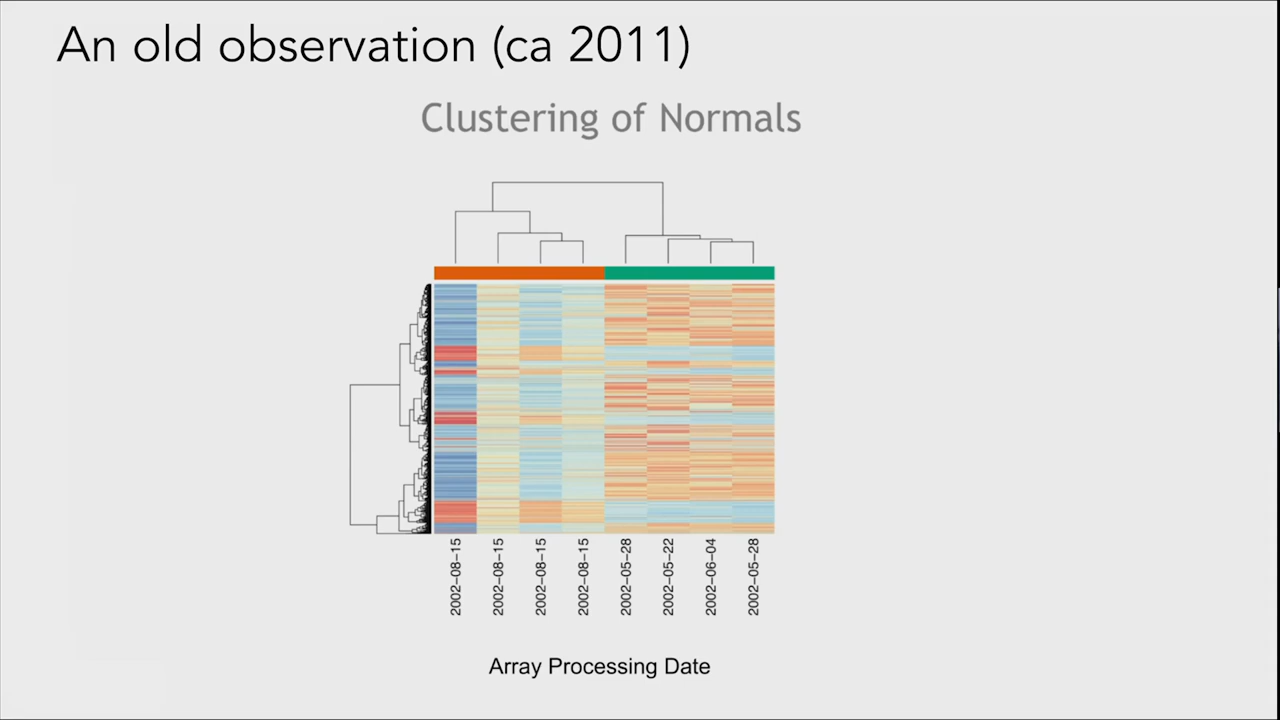 An old observation (ca 2011)
Clustering of Normals
2002–08–15
2002–08–15
2002–08–15
2002–08–15
2002–05–28
2002–05–22
2002–06–04
2002–05–28
Array Processing Date